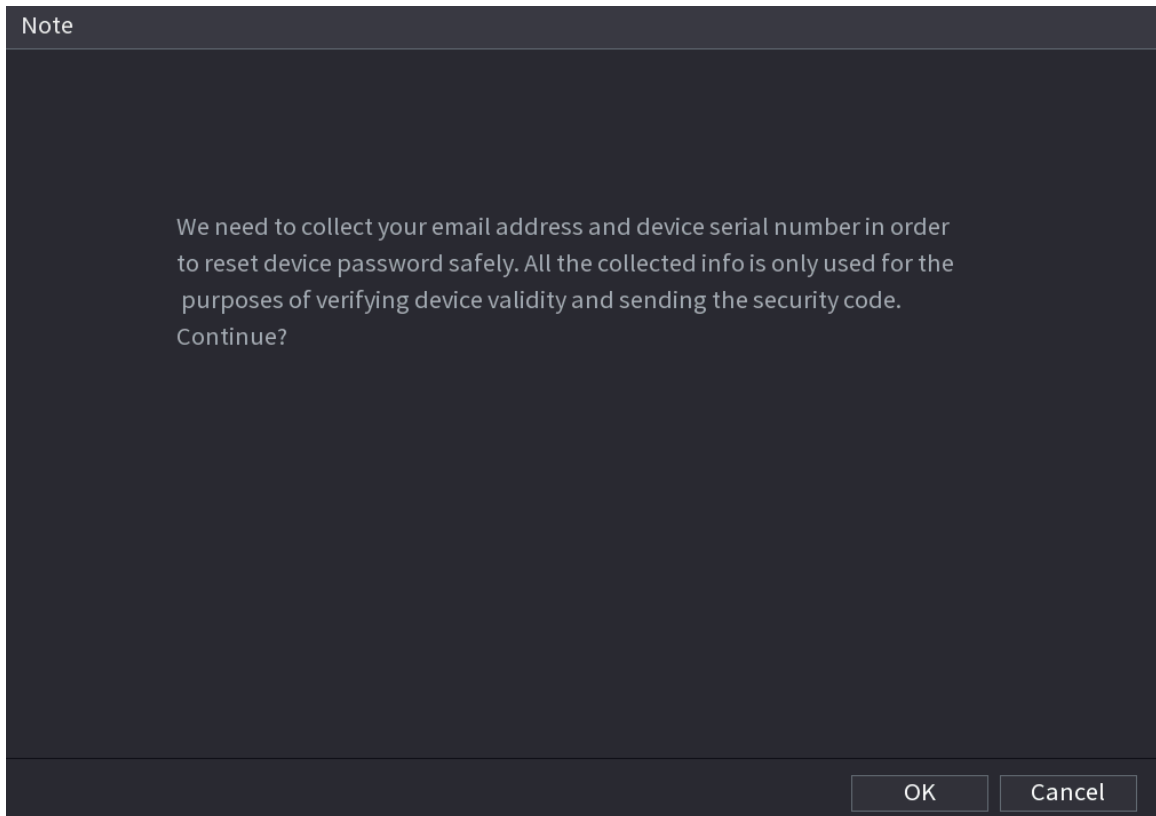 Note
We need to collect your email address and device serial number in order
to reset device password safely. All the collected info is only used for the
purposes of verifying device validity and sending the security code.
Continue?
OK
Cancel